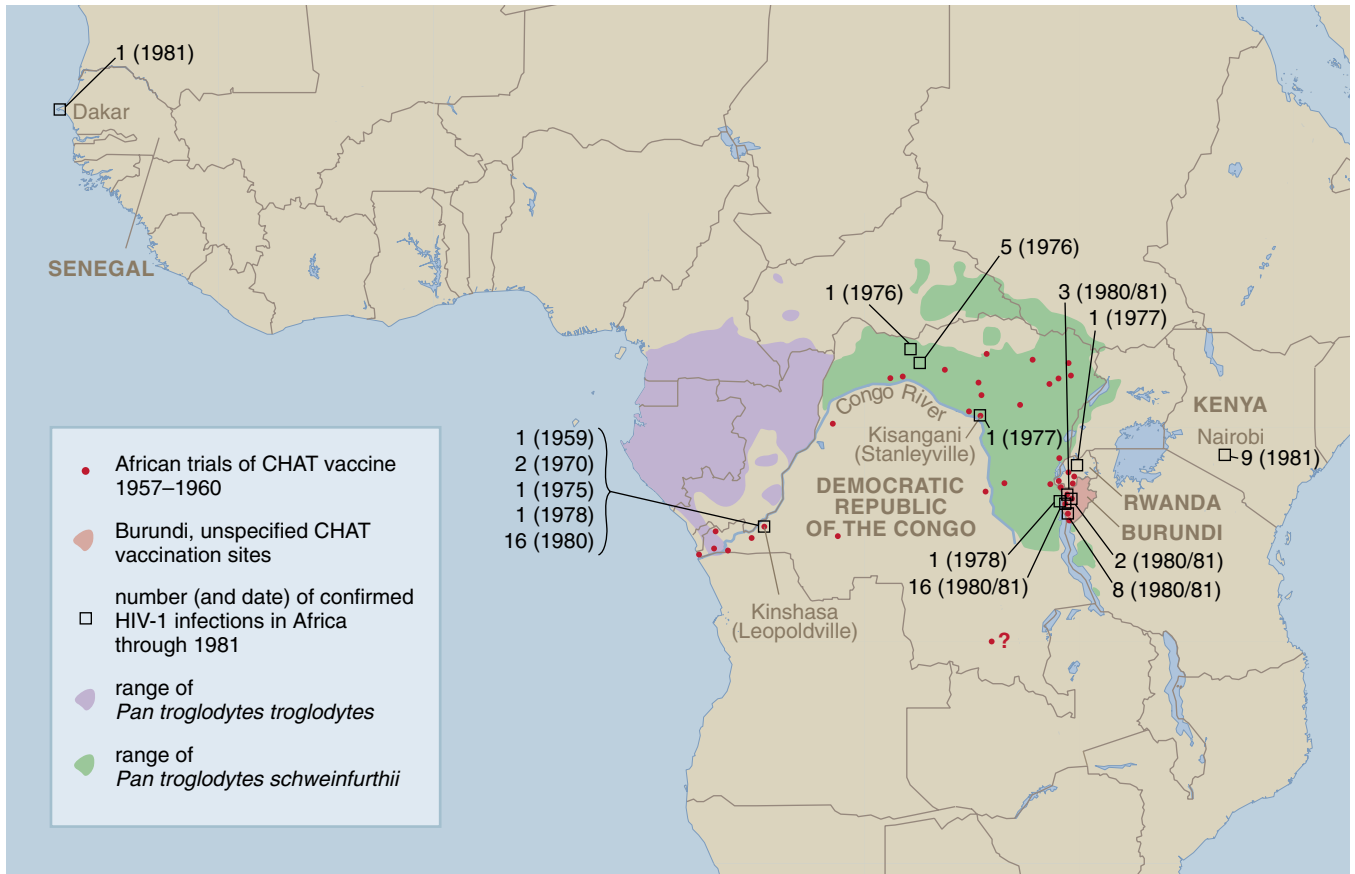 1 (1981)
Dakar
SENEGAL
5 (1976)
1 (1976)
3 (1980/81)
1 (1977)
Congo River
KENYA
Nairobi
9 (1981)
Kisangani
(Stanleyville)
1 (1977)
DEMOCRATIC
REPUBLIC
OF THE CONGO
RWANDA
BURUNDI
1 (1959)
2 (1970)
1 (1975)
1 (1978)
16 (1980)
1 (1978)
16 (1980/81)
2 (1980/81)
8 (1980/81)
Kinshasa
(Leopoldville)
?
African trials of CHAT vaccine
1957–1960
Burundi, unspecified CHAT
vaccination sites
number (and date) of confirmed
HIV-1 infections in Africa
through 1981
range of
Pan troglodytes troglodytes
range of
Pan troglodytes schweinfurthii